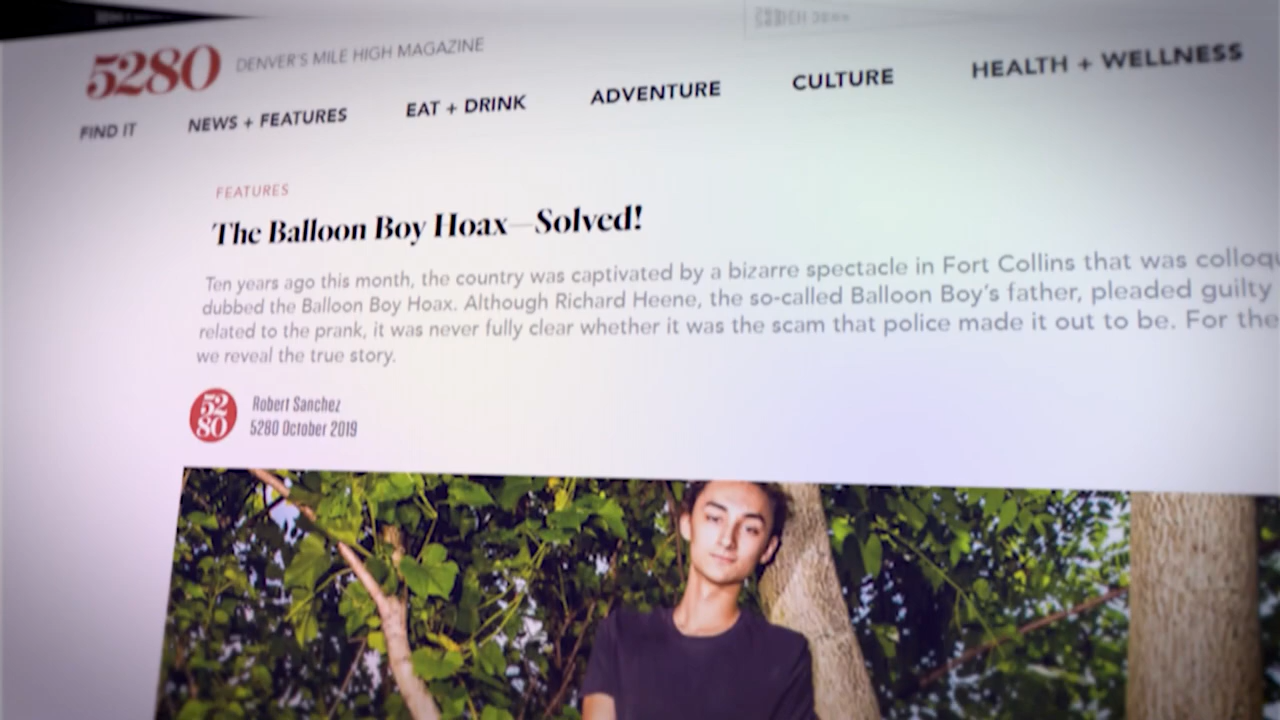 5280 DENVER'S MILE HIGH MAGAZINE
FIND IT NEWS + FEATURES EAT + DRINK ADVENTURE CULTURE HEALTH + WELLNESS
FEATURES
The Balloon Boy Hoax—Solved!
Ten years ago this month, the country was captivated by a bizarre spectacle in Fort Collins that was colloqu
dubbed the Balloon Boy Hoax. Although Richard Heene, the so-called Balloon Boy's father, pleaded guilty
related to the prank, it was never fully clear whether it was the scam that police made it out to be. For the
we reveal the true story.
52
80
Robert Sanchez
5280 October 2019